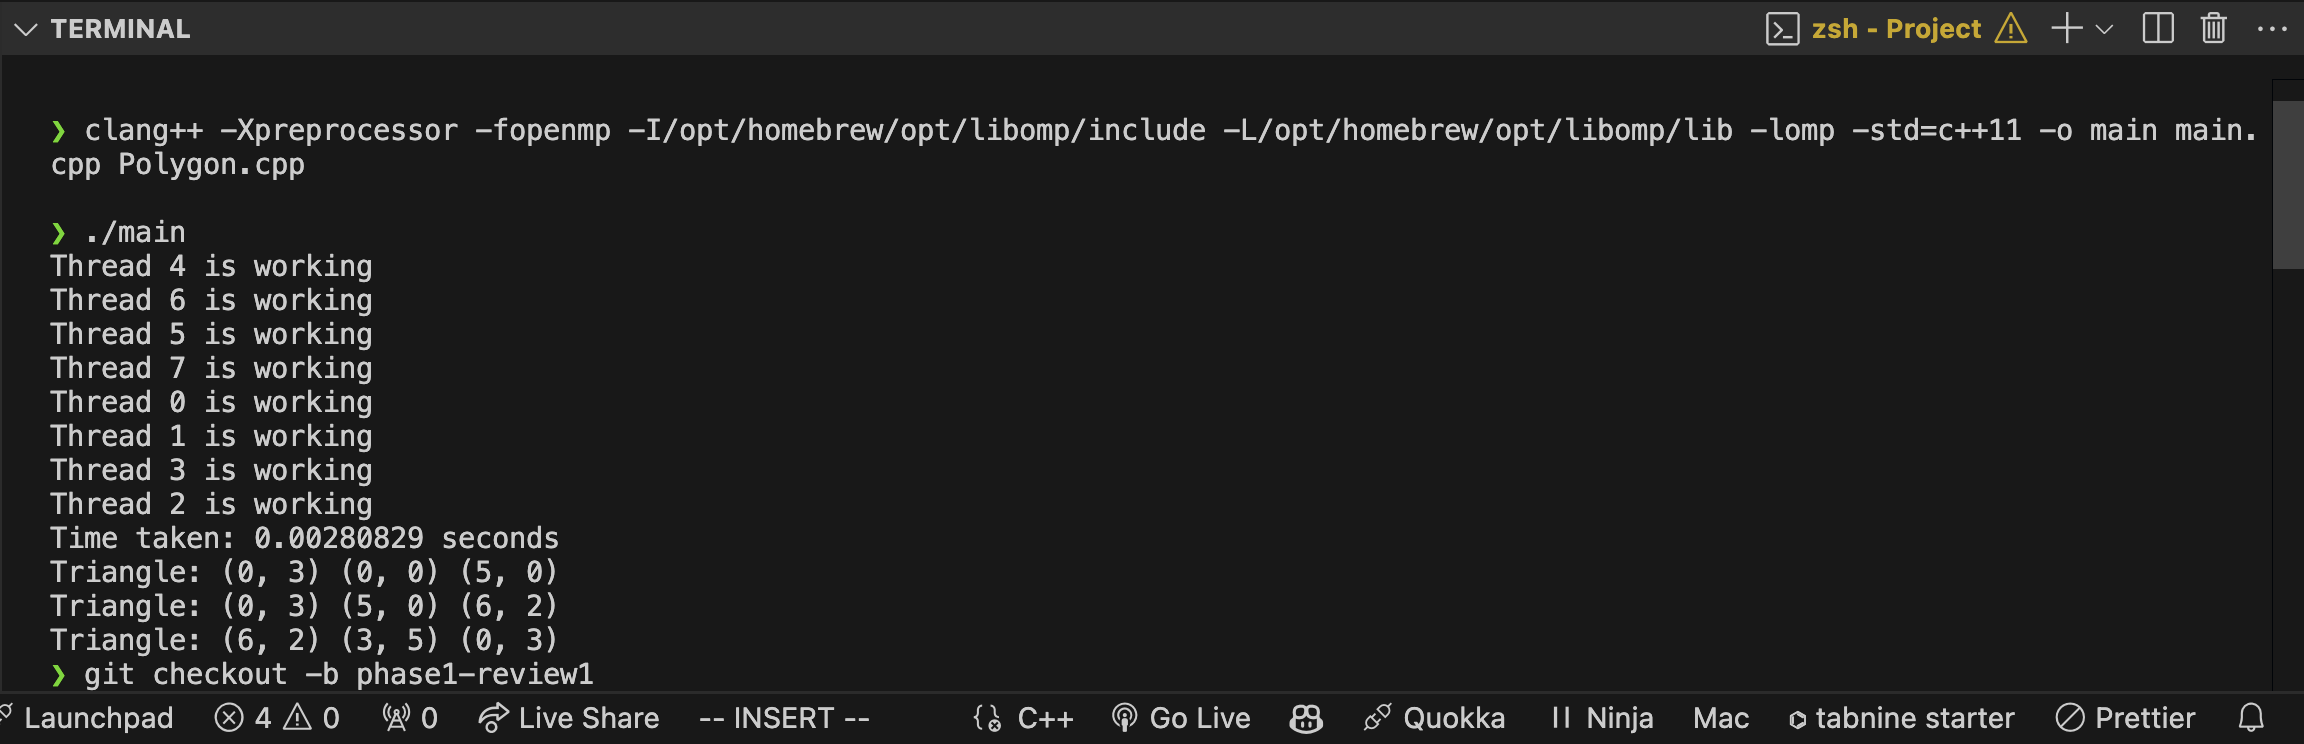 TERMINAL
zsh - Project
❯ clang++ -Xpreprocessor -fopenmp -I/opt/homebrew/opt/libomp/include -L/opt/homebrew/opt/libomp/lib -lomp -std=c++11 -o main main.
cpp Polygon.cpp
❯ ./main
Thread 4 is working
Thread 6 is working
Thread 5 is working
Thread 7 is working
Thread 0 is working
Thread 1 is working
Thread 3 is working
Thread 2 is working
Time taken: 0.00280829 seconds
Triangle: (0, 3) (0, 0) (5, 0)
Triangle: (0, 3) (5, 0) (6, 2)
Triangle: (6, 2) (3, 5) (0, 3)
❯ git checkout -b phase1-review1
Launchpad 4 0 0 Live Share -- INSERT -- C++ Go Live Quokka Ninja Mac tabnine starter Prettier